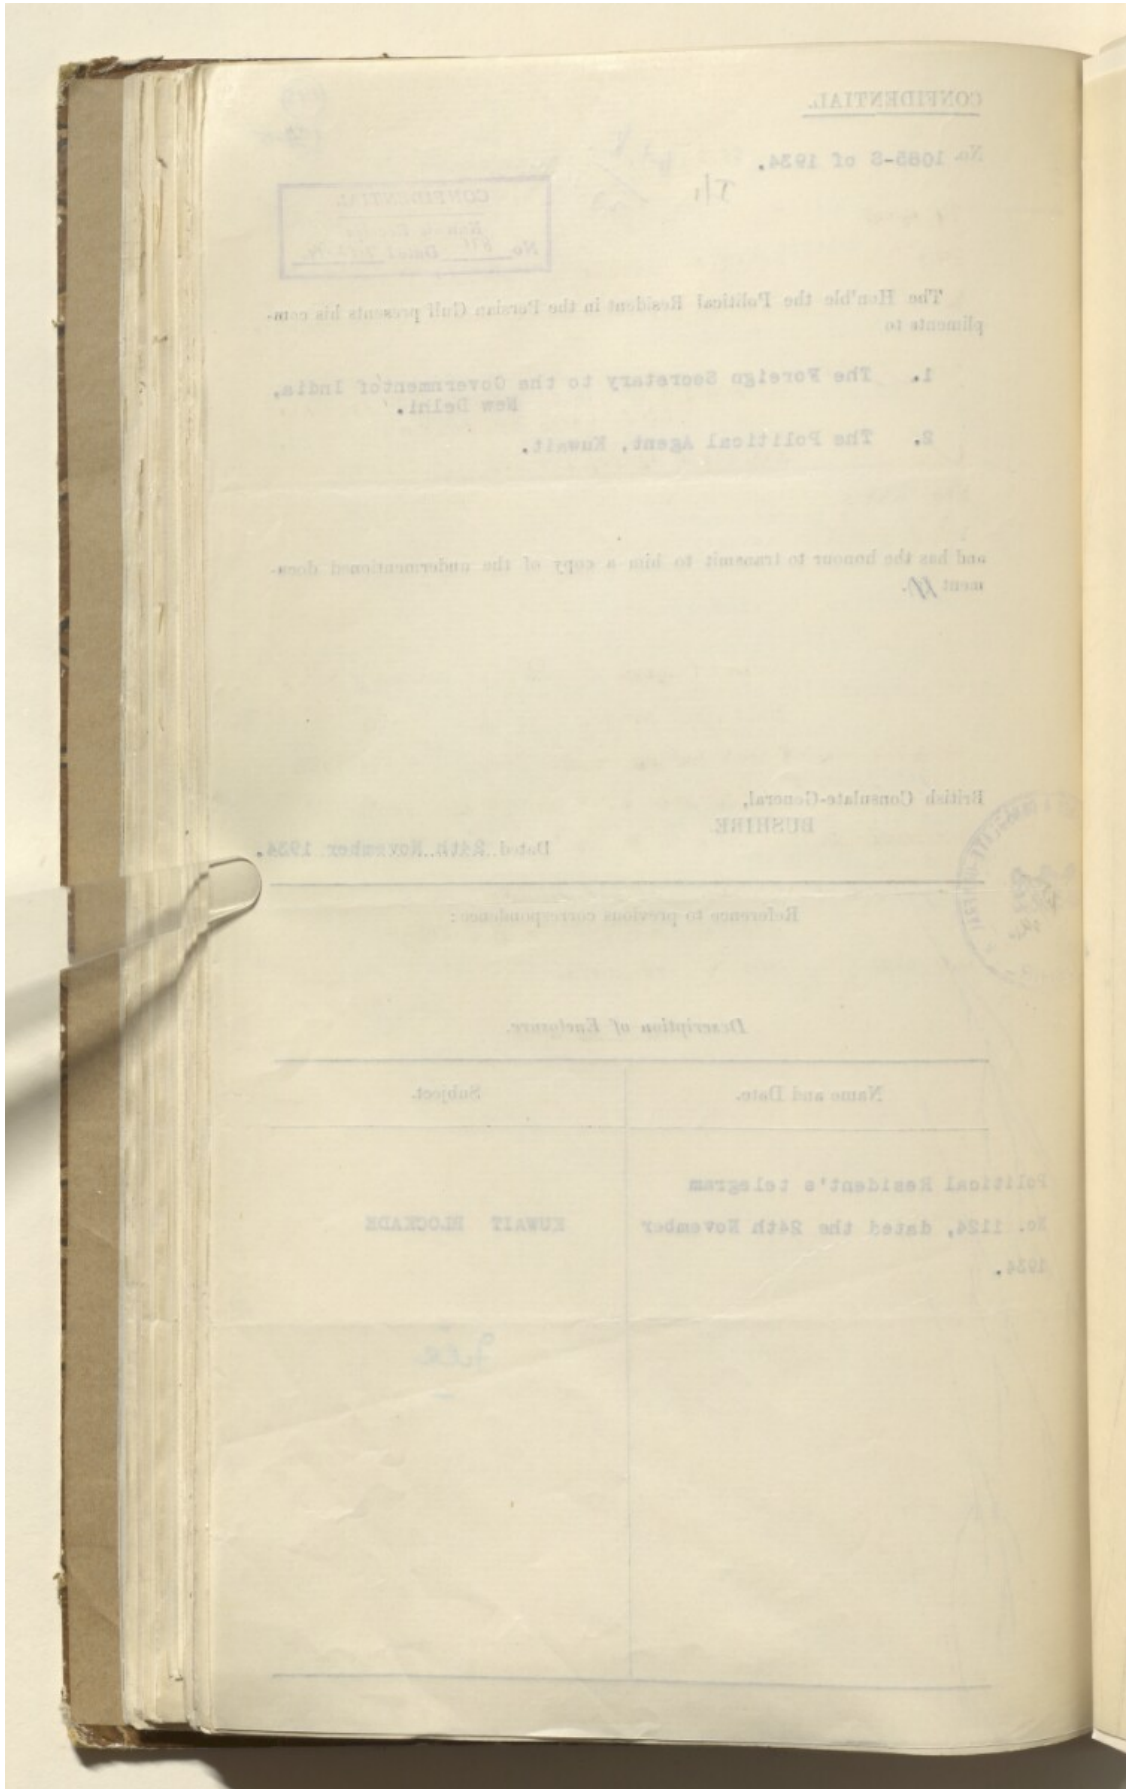 CONFIDENTIAL.
No. 1085-S of 1934.
CONFIDENTIAL
No. Dated
The Hon'ble the Political Resident in the Persian Gulf presents his com-
pliments to
1. The Foreign Secretary to the Government of India,
New Delhi.
2. The Political Agent, Kuwait.
and has the honour to transmit to him a copy of the undermentioned docu-
ment
British Consulate-General,
BUSHIRE
Dated 24th November 1934.
Reference to previous correspondence:
Description of Enclosure.
Name and Date.
Subject.
Political Resident's telegram
No. 1124, dated the 24th November
1934.
KUWAIT BLOCKADE
File